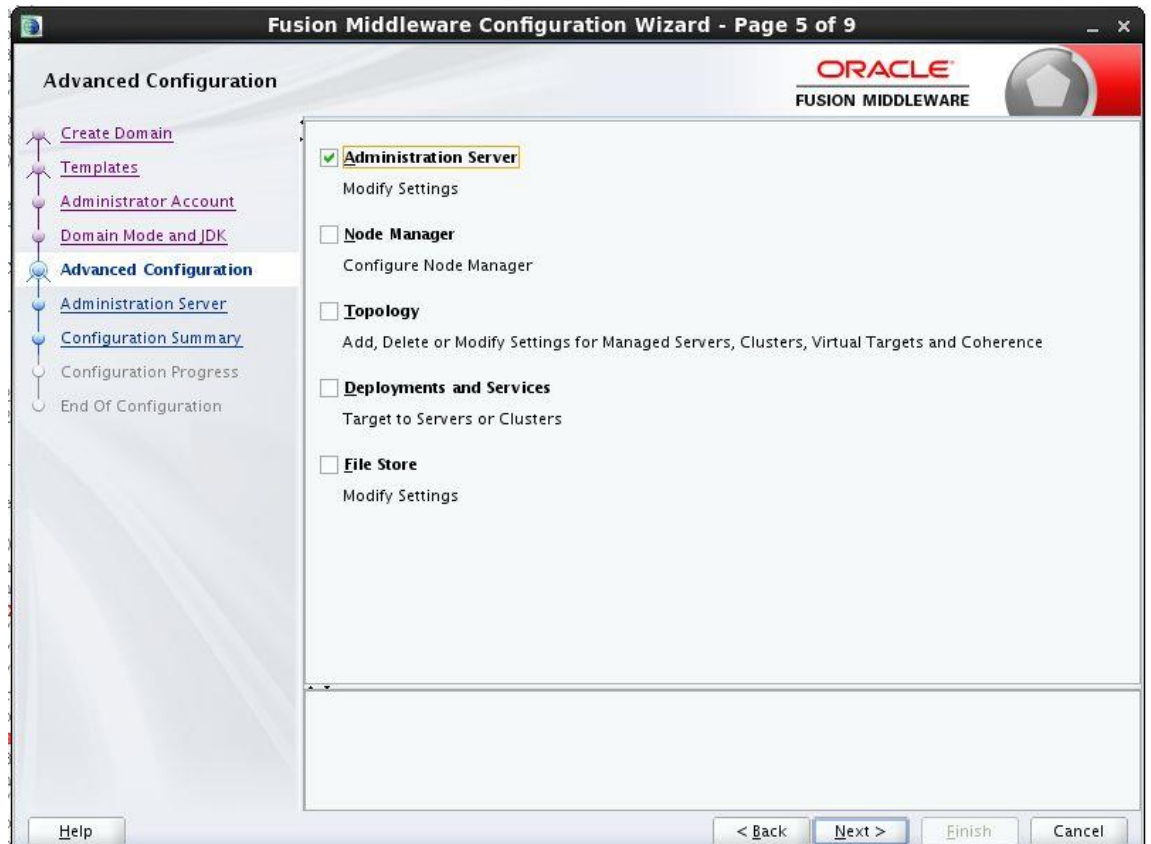 Fusion Middleware Configuration Wizard - Page 5 of 9
Advanced Configuration
ORACLE
FUSION MIDDLEWARE
Create Domain
Templates
Administrator Account
Domain Mode and JDK
Advanced Configuration
Administration Server
Configuration Summary
Configuration Progress
End Of Configuration
Administration Server
Modify Settings
Node Manager
Configure Node Manager
Topology
Add, Delete or Modify Settings for Managed Servers, Clusters, Virtual Targets and Coherence
Deployments and Services
Target to Servers or Clusters
File Store
Modify Settings
Help
< Back
Next >
Finish
Cancel